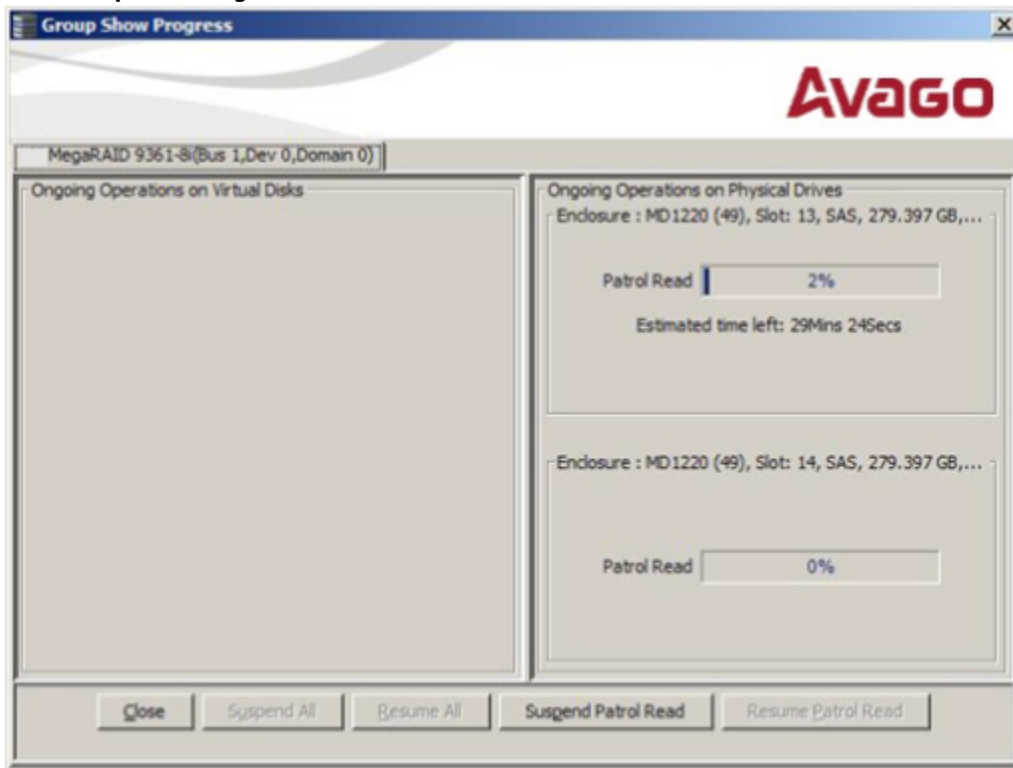 Group Show Progress
Avago
MegaRAID 9361-8i(Bus 1,Dev 0,Domain 0)
Ongoing Operations on Virtual Disks
Ongoing Operations on Physical Drives
Enclosure : MD1220 (49), Slot: 13, SAS, 279.397 GB,...
Patrol Read 2%
Estimated time left: 29Mins 24Secs
Enclosure : MD1220 (49), Slot: 14, SAS, 279.397 GB,...
Patrol Read 0%
Close Suspend All Resume All Suspend Patrol Read Resume Patrol Read